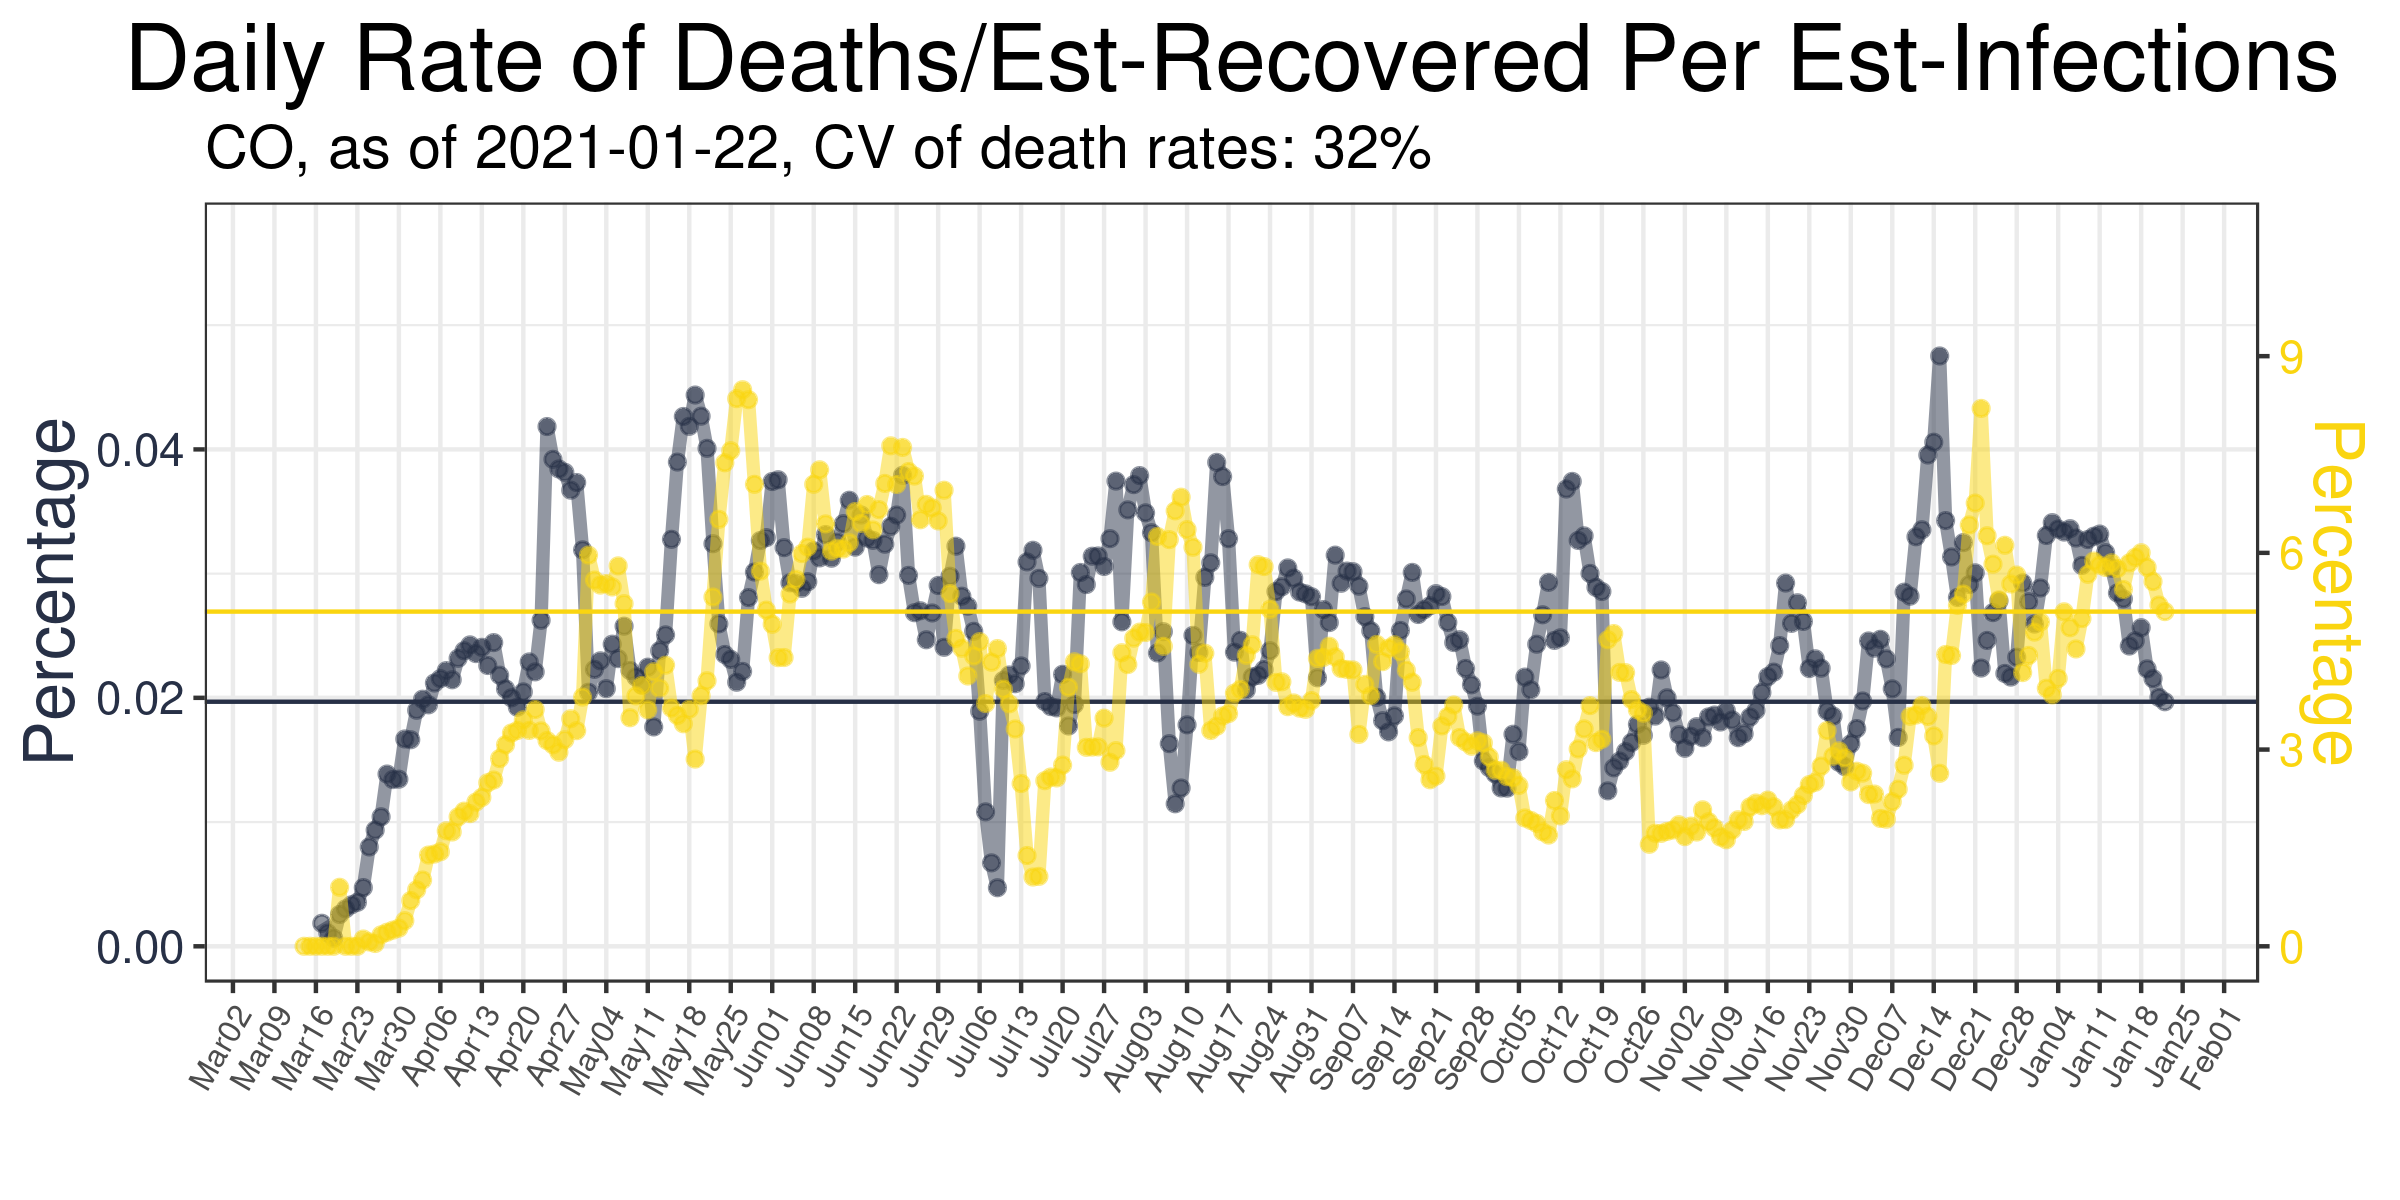 Daily Rate of Deaths/Est-Recovered Per Est-Infections
CO, as of 2021-01-22, CV of death rates: 32%
Percentage
0.04
0.02
0.00
9
6
3
0
Percentage
Mar02
Mar09
Mar16
Mar23
Mar30
Apr06
Apr13
Apr20
Apr27
May04
May11
May18
May25
Jun01
Jun08
Jun15
Jun22
Jun29
Jul06
Jul13
Jul20
Jul27
Aug03
Aug10
Aug17
Aug24
Aug31
Sep07
Sep14
Sep21
Sep28
Oct05
Oct12
Oct19
Oct26
Nov02
Nov09
Nov16
Nov23
Nov30
Dec07
Dec14
Dec21
Dec28
Jan04
Jan11
Jan18
Jan25
Feb01